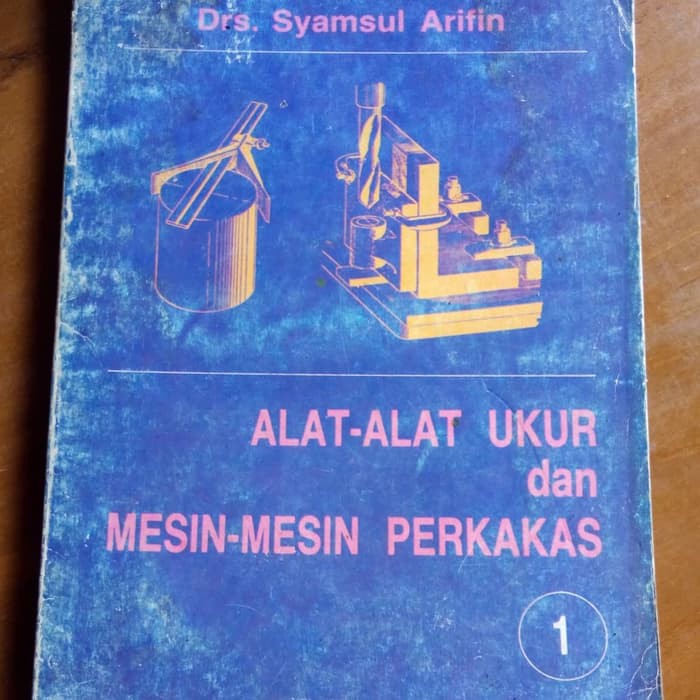 Drs. Syamsul Arifin
ALAT-ALAT UKUR
dan
MESIN-MESIN PERKAKAS
1